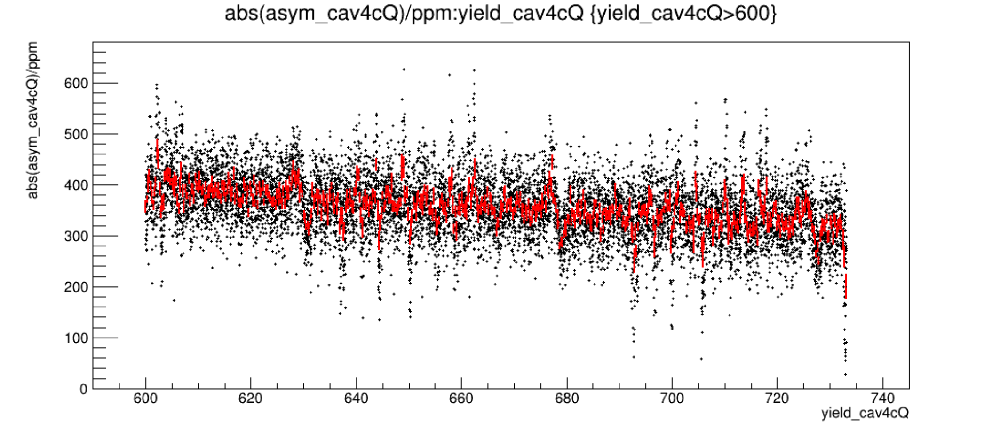 abs(asym_cav4cQ)/ppm:yield_cav4cQ {yield_cav4cQ>600}
abs(asym_cav4cQ)/ppm
600
500
400
300
200
100
0
600 620 640 660 680 700 720 740
yield_cav4cQ